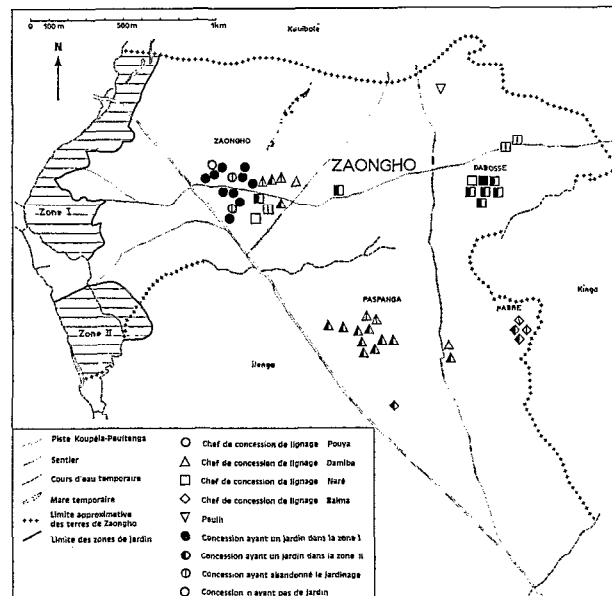 0 100 m 500 m 1km
N
Kouibolé
ZAONGHO
ZAONGHO
DABOSSE
Zone I
Kinga
PASPANGA
HABRE
Zone II
Ilenga
Piste Koupéla-Pouitenga
Sentier
Cours d'eau temporaire
Mare temporaire
Limite approximative
des terres de Zaongho
Limite des zones de jardin
Chef de concession de lignage Pouya
Chef de concession de lignage Damiba
Chef de concession de lignage Naré
Chef de concession de lignage Balma
Peulh
Concession ayant un jardin dans la zone I
Concession ayant un jardin dans la zone II
Concession ayant abandonné le jardinage
Concession n ayant pas de jardin